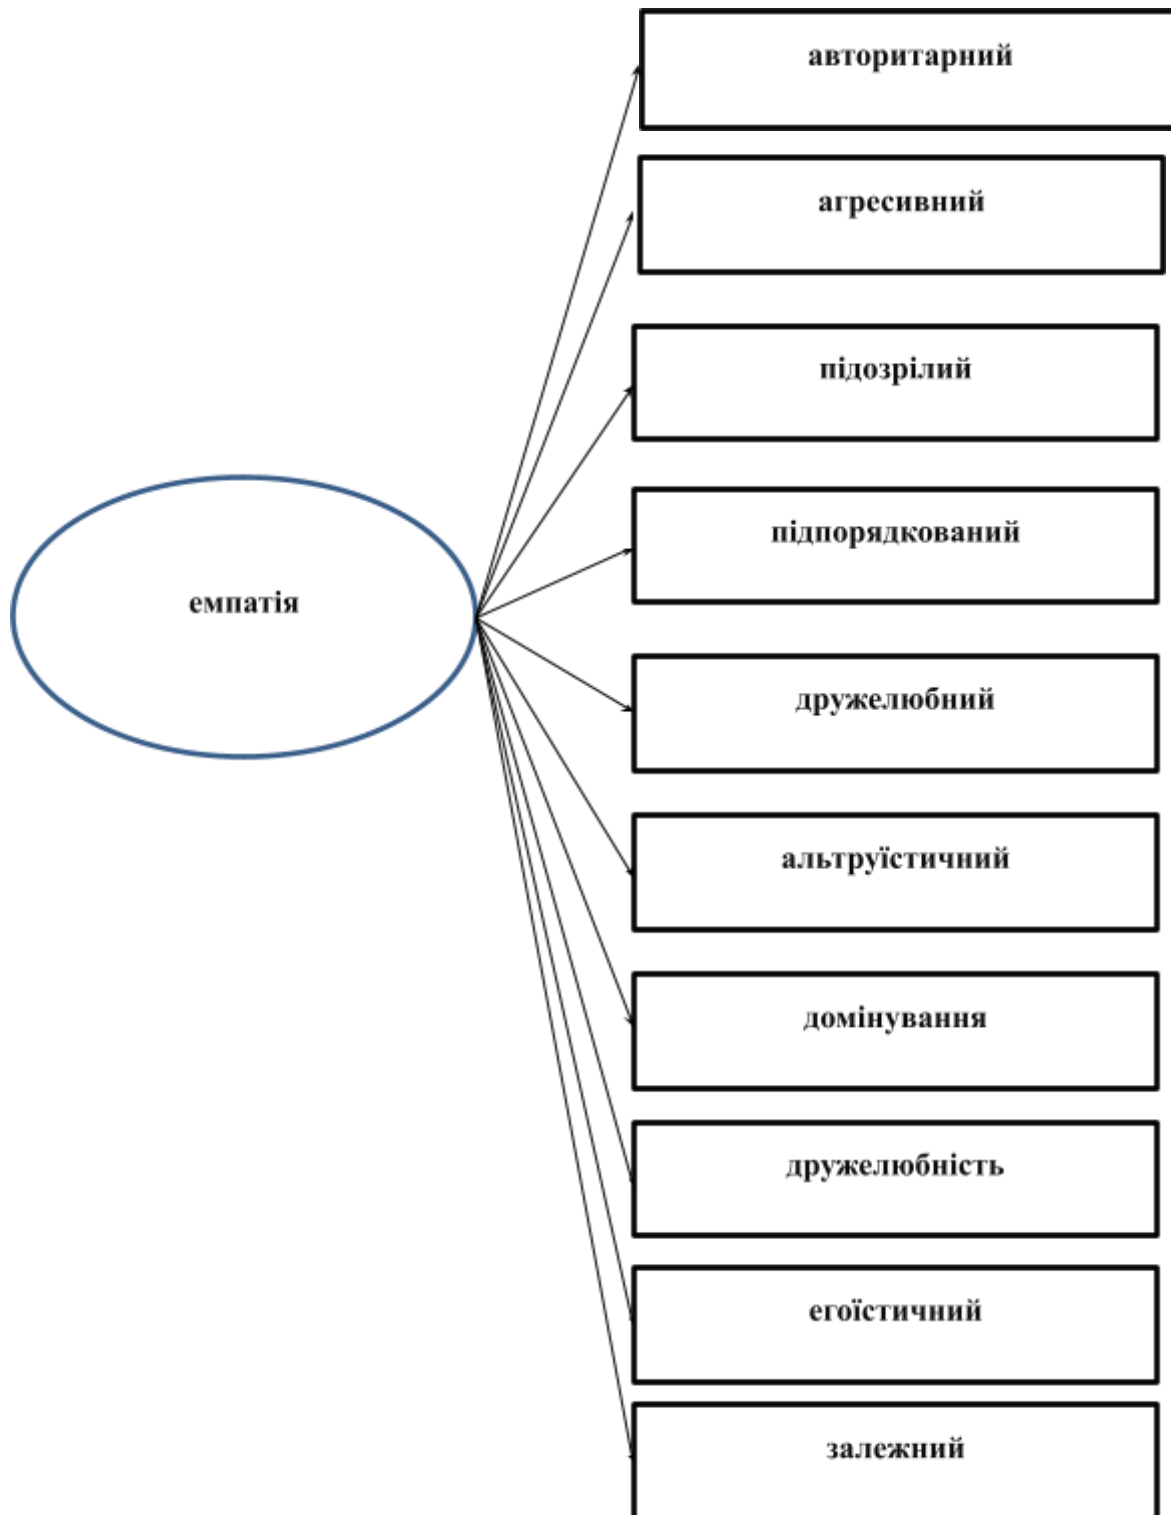 авторитарний
агресивний
підозрілий
підпорядкований
емпатія
дружелюбний
альтруїстичний
домінування
дружелюбність
егоїстичний
залежний